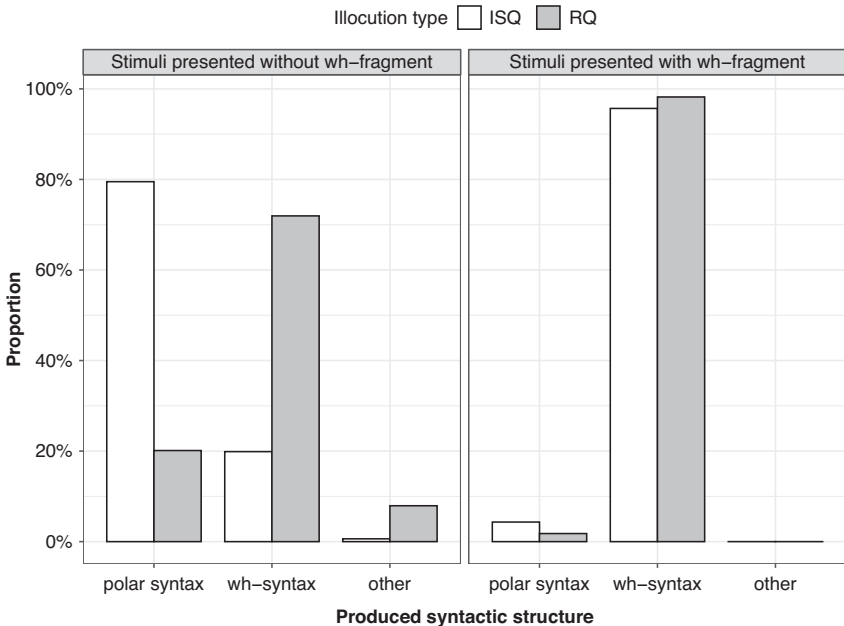 Illocution type ISQ RQ
Stimuli presented without wh−fragment Stimuli presented with wh−fragment
100%
80%
60%
40%
20%
0%
Proportion
polar syntax wh−syntax other polar syntax wh−syntax other
Produced syntactic structure